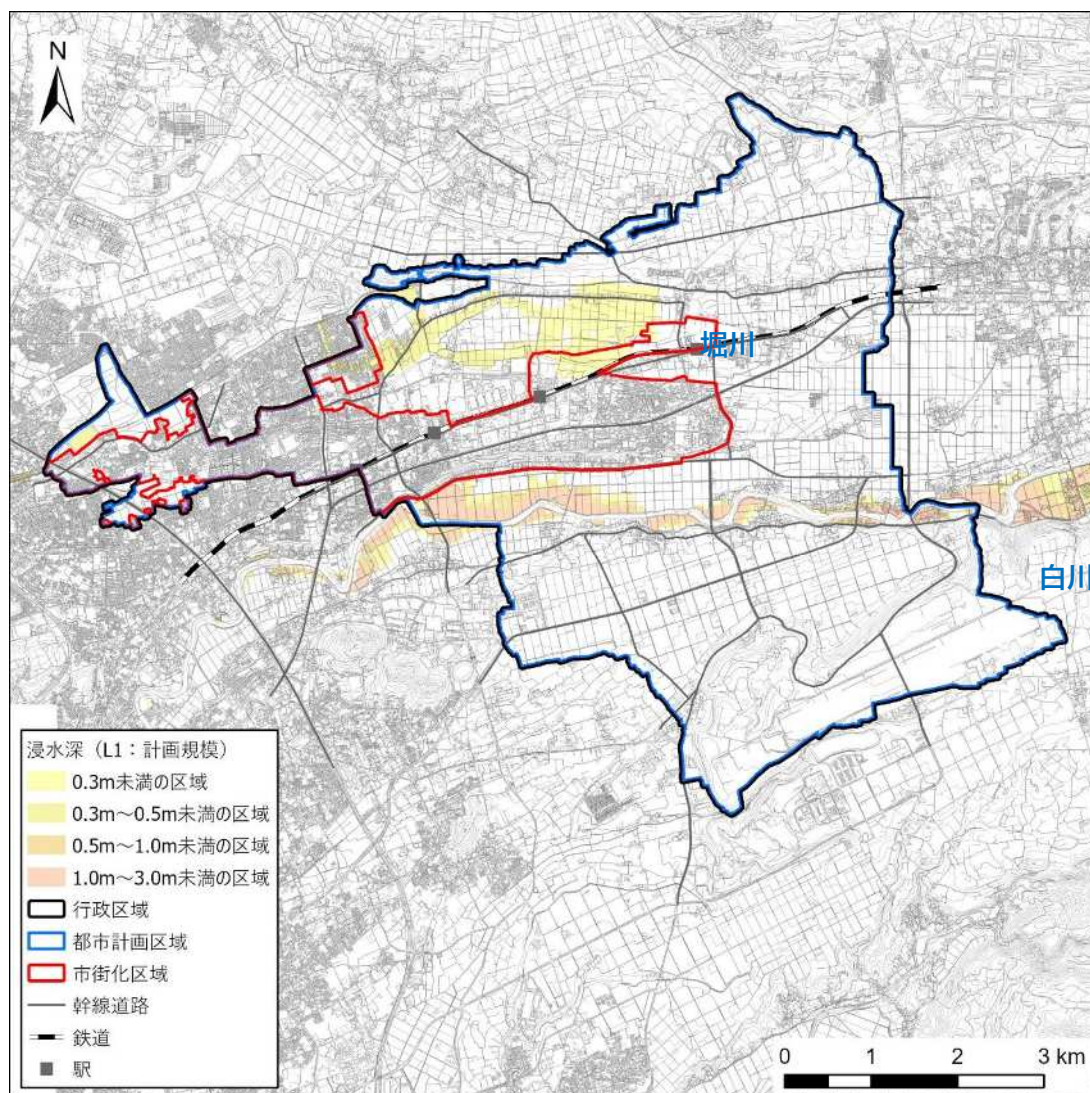 N
堀川
白川
浸水深（L1：計画規模）
0.3m未満の区域
0.3m～0.5m未満の区域
0.5m～1.0m未満の区域
1.0m～3.0m未満の区域
行政区域
都市計画区域
市街化区域
幹線道路
鉄道
駅
0 1 2 3 km